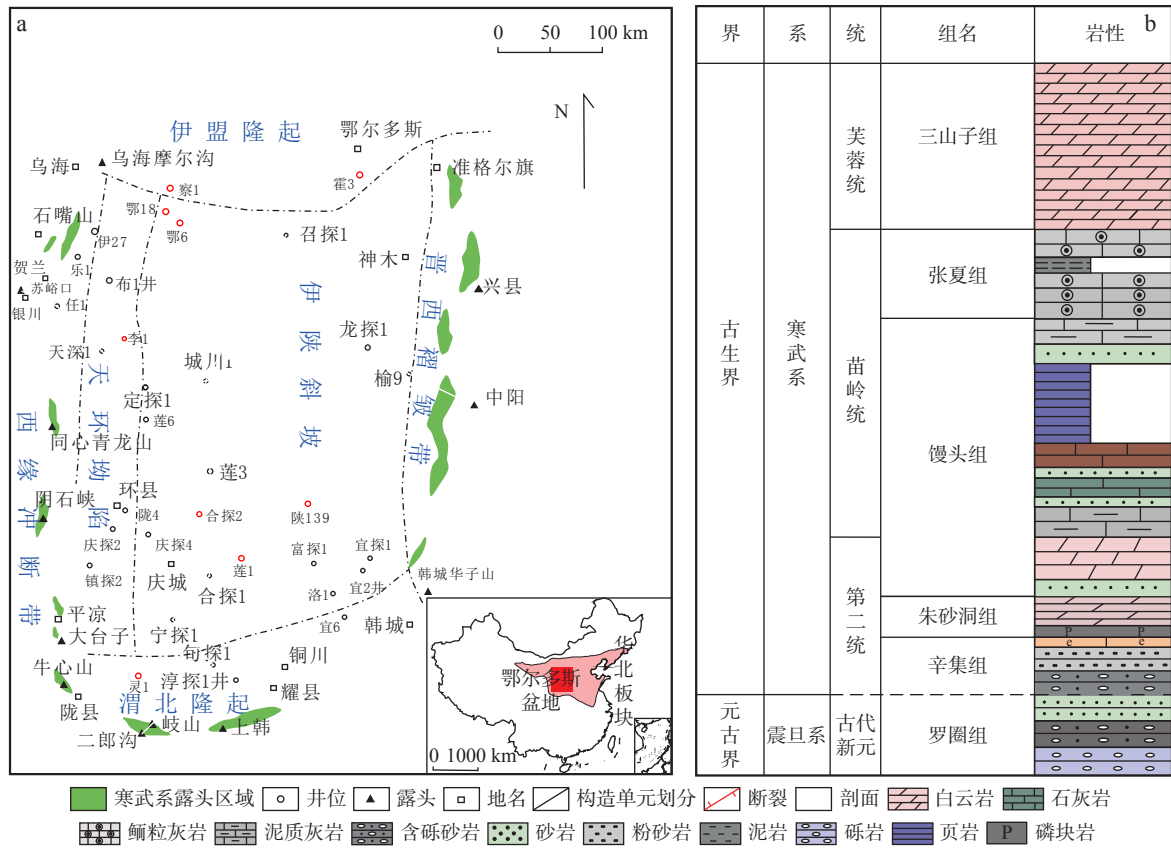 a
0 50 100 km
N
伊盟隆起
鄂尔多斯
乌海
乌海摩尔沟
察1
霍3
准格尔旗
鄂18
鄂6
石嘴山
伊27
召探1
乐1
神木
贺兰
布1井
苏峪口
银川
任1
兴县
晋西褶皱带
伊陕斜坡
李1
龙探1
天深1
城川1
榆9
天环坳陷
定探1
中阳
莲6
西缘冲断带
同心青龙山
莲3
阴石峡
环县
陇4
合探2
陕139
庆探2
庆探4
富探1
宜探1
镇探2
庆城
莲1
宜2井
韩城华子山
合探1
洛1
平凉
宁探1
宜6
韩城
大台子
旬探1
铜川
牛心山
灵1
淳探1井
耀县
陇县
渭北隆起
岐山
上韩
二郎沟
华北板块
鄂尔多斯
盆地
0 1000 km
b
界 系 统 组名 岩性
古生界
寒武系
芙蓉统
三山子组
张夏组
苗岭统
馒头组
第二统
朱砂洞组
P P
e e
辛集组
元古界
震旦系
古代
新元
罗圈组
寒武系露头区域 井位 露头 地名 构造单元划分 断裂 剖面 白云岩 石灰岩
鲕粒灰岩 泥质灰岩 含砾砂岩 砂岩 粉砂岩 泥岩 砾岩 页岩 P 磷块岩